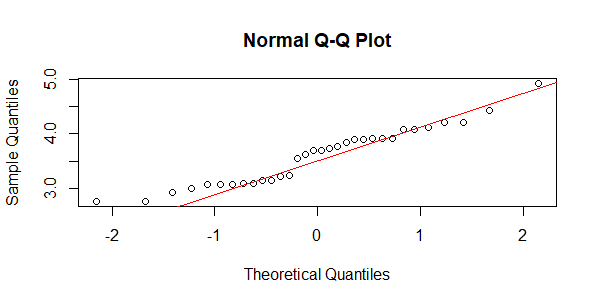 Normal Q-Q Plot
Sample Quantiles
5.0
4.0
3.0
-2 -1 0 1 2
Theoretical Quantiles